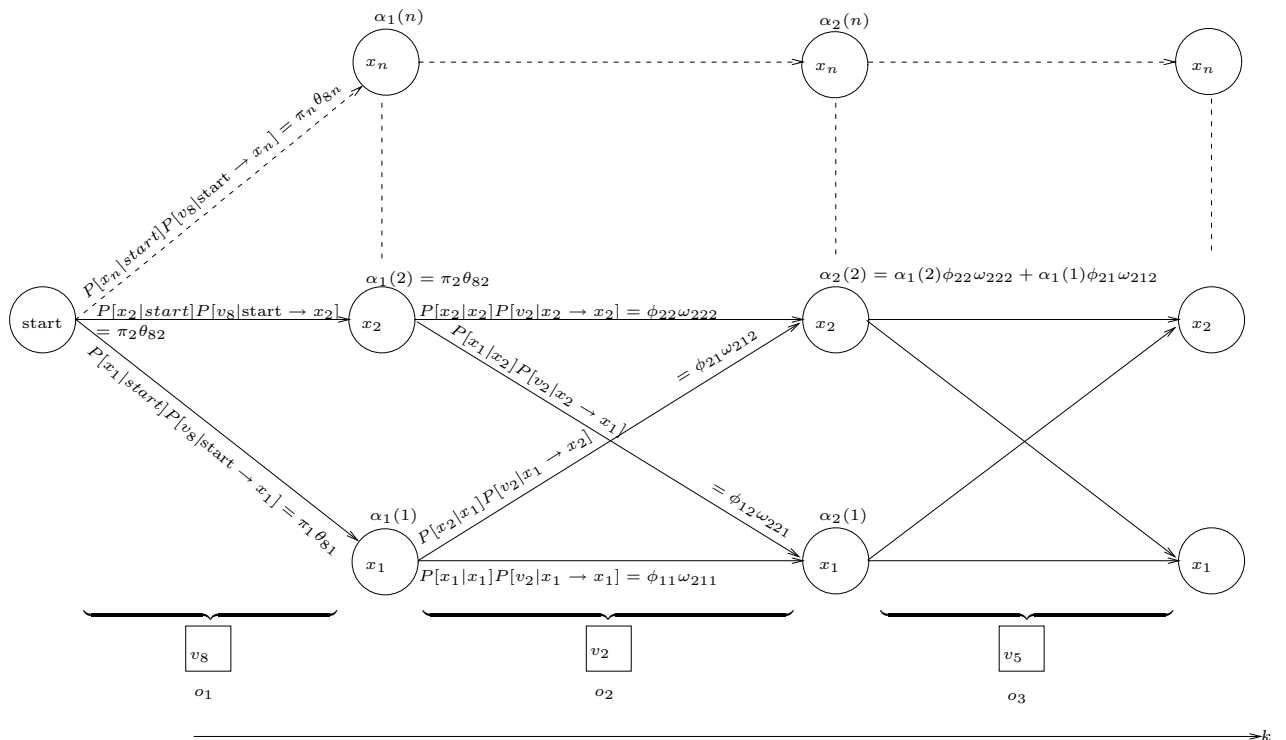 α₁(n)
α₂(n)
xₙ
xₙ
xₙ
P[xₙ|start]P[v₈|start → xₙ] = πₙθ₈ₙ
α₁(2) = π₂θ₈₂
α₂(2) = α₁(2)φ₂₂ω₂₂₂ + α₁(1)φ₂₁ω₂₁₂
start
P[x₂|start]P[v₈|start → x₂]
= π₂θ₈₂
x₂
P[x₂|x₂]P[v₂|x₂ → x₂] = φ₂₂ω₂₂₂
x₂
x₂
P[x₁|x₂]P[v₂|x₂ → x₁]
= φ₁₂ω₂₂₁
P[x₂|x₁]P[v₂|x₁ → x₂]
= φ₂₁ω₂₁₂
P[x₁|start]P[v₈|start → x₁] = π₁θ₈₁
α₁(1)
α₂(1)
x₁
x₁
x₁
P[x₁|x₁]P[v₂|x₁ → x₁] = φ₁₁ω₂₁₁
v₈
v₂
v₅
o₁
o₂
o₃
k